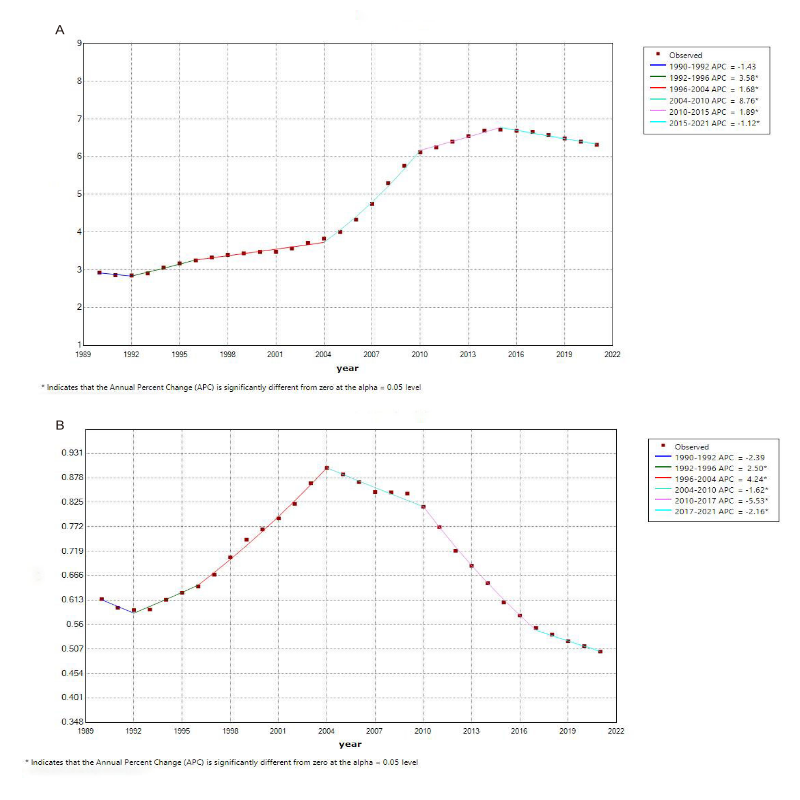 A
9
8
7
6
5
4
3
2
1
1989 1992 1995 1998 2001 2004 2007 2010 2013 2016 2019 2022
year
Observed
1990-1992 APC = -1.43
1992-1996 APC = 3.58*
1996-2004 APC = 1.68*
2004-2010 APC = 8.76*
2010-2015 APC = 1.89*
2015-2021 APC = -1.12*
* Indicates that the Annual Percent Change (APC) is significantly different from zero at the alpha = 0.05 level
B
0.931
0.878
0.825
0.772
0.719
0.666
0.613
0.56
0.507
0.454
0.401
0.348
1989 1992 1995 1998 2001 2004 2007 2010 2013 2016 2019 2022
year
Observed
1990-1992 APC = -2.39
1992-1996 APC = 2.50*
1996-2004 APC = 4.24*
2004-2010 APC = -1.62*
2010-2017 APC = -5.53*
2017-2021 APC = -2.16*
* Indicates that the Annual Percent Change (APC) is significantly different from zero at the alpha = 0.05 level